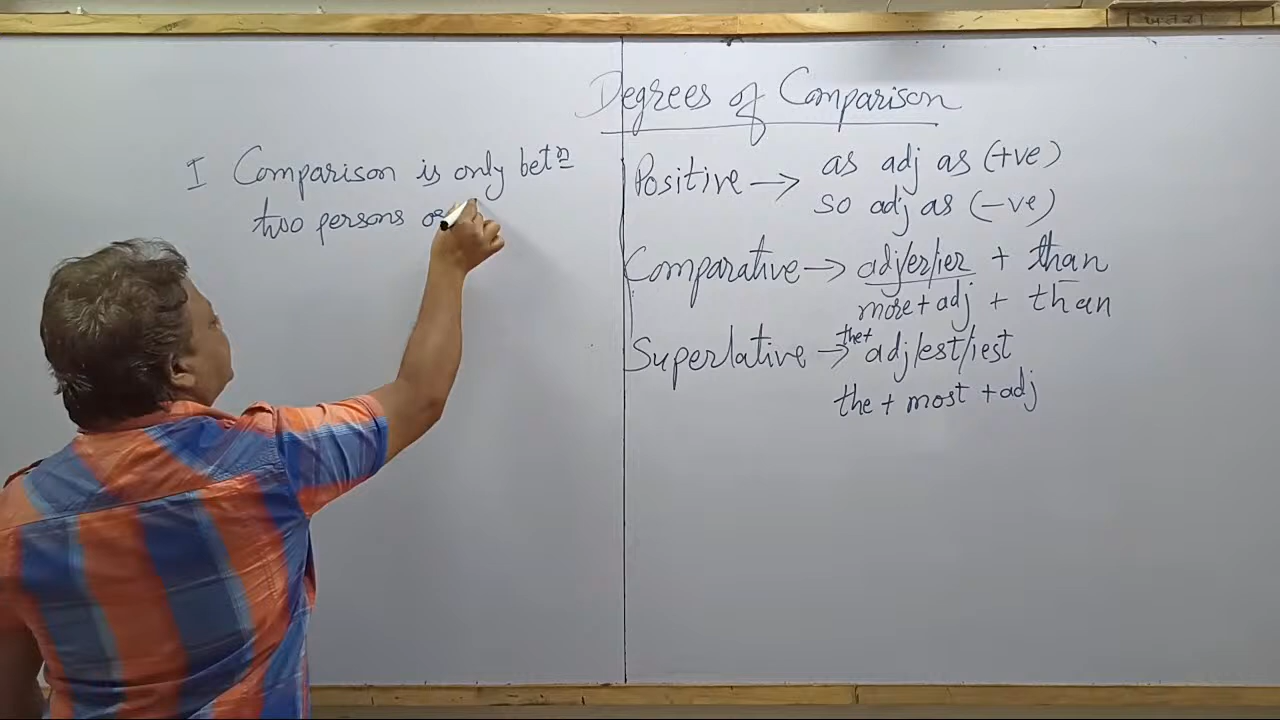 Degrees of Comparison
I Comparison is only betn
two persons or
Positive → as adj as (+ve)
so adj as (-ve)
Comparative → adj/er/ier + than
more + adj + than
Superlative → the+ adj/est/iest
the + most + adj